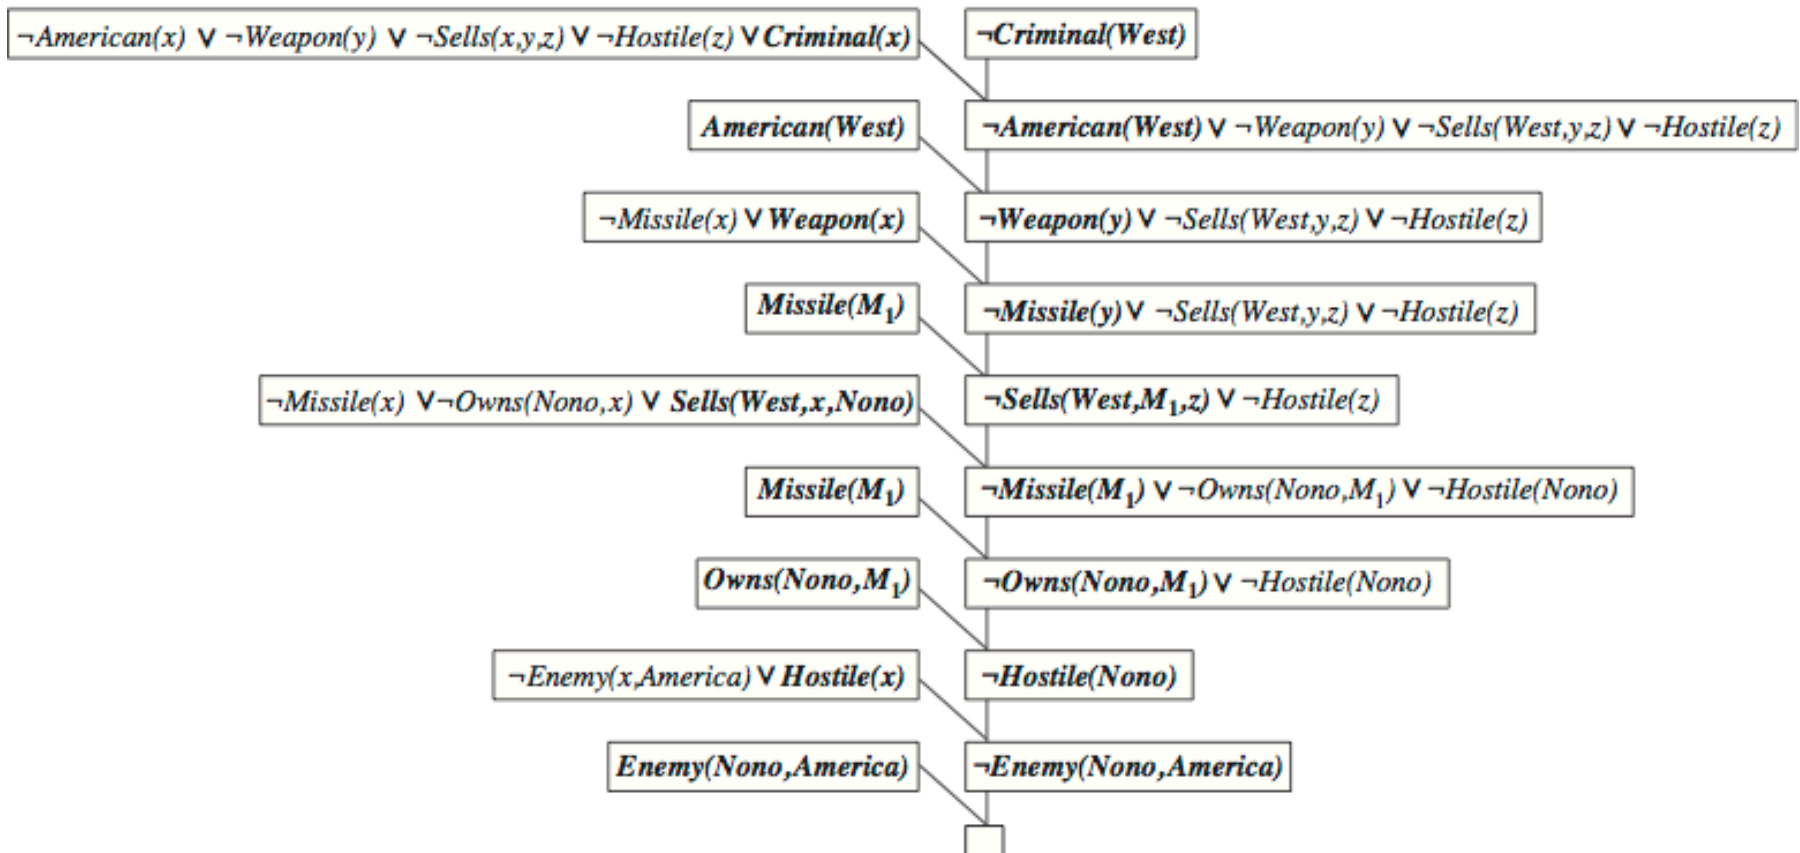 ¬American(x) ∨ ¬Weapon(y) ∨ ¬Sells(x,y,z) ∨ ¬Hostile(z) ∨ Criminal(x)
¬Criminal(West)
American(West)
¬American(West) ∨ ¬Weapon(y) ∨ ¬Sells(West,y,z) ∨ ¬Hostile(z)
¬Missile(x) ∨ Weapon(x)
¬Weapon(y) ∨ ¬Sells(West,y,z) ∨ ¬Hostile(z)
Missile(M₁)
¬Missile(y) ∨ ¬Sells(West,y,z) ∨ ¬Hostile(z)
¬Missile(x) ∨ ¬Owns(Nono,x) ∨ Sells(West,x,Nono)
¬Sells(West,M₁,z) ∨ ¬Hostile(z)
Missile(M₁)
¬Missile(M₁) ∨ ¬Owns(Nono,M₁) ∨ ¬Hostile(Nono)
Owns(Nono,M₁)
¬Owns(Nono,M₁) ∨ ¬Hostile(Nono)
¬Enemy(x,America) ∨ Hostile(x)
¬Hostile(Nono)
Enemy(Nono,America)
¬Enemy(Nono,America)